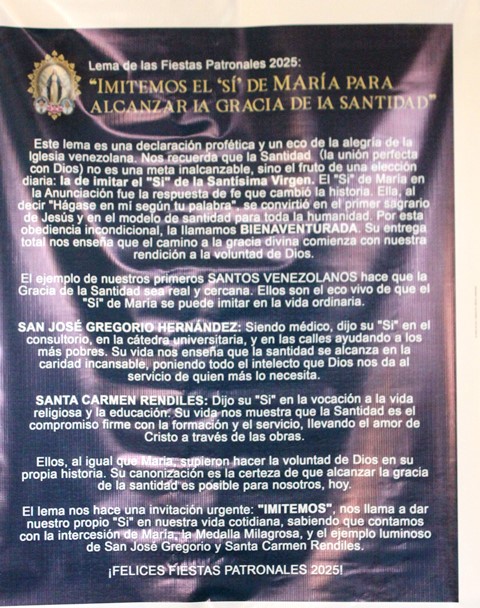 Lema de las Fiestas Patronales 2025:
"IMITEMOS EL 'SÍ' DE MARÍA PARA
ALCANZAR LA GRACIA DE LA SANTIDAD"
Este lema es una declaración profética y un eco de la alegría de la
Iglesia venezolana. Nos recuerda que la Santidad (la unión perfecta
con Dios) no es una meta inalcanzable, sino el fruto de una elección
diaria: la de imitar el "Si" de la Santísima Virgen. El "Si" de María en
la Anunciación fue la respuesta de fe que cambió la historia. Ella, al
decir "Hágase en mí según tu palabra", se convirtió en el primer sagrario
de Jesús y en el modelo de santidad para toda la humanidad. Por esta
obediencia incondicional, la llamamos BIENAVENTURADA. Su entrega
total nos enseña que el camino a la gracia divina comienza con nuestra
rendición a la voluntad de Dios.
El ejemplo de nuestros primeros SANTOS VENEZOLANOS hace que la
Gracia de la Santidad sea real y cercana. Ellos son el eco vivo de que el
"Sí" de María se puede imitar en la vida ordinaria.
SAN JOSÉ GREGORIO HERNÁNDEZ: Siendo médico, dijo su "Si" en el
consultorio, en la cátedra universitaria, y en las calles ayudando a los
más pobres. Su vida nos enseña que la santidad se alcanza en la
caridad incansable, poniendo todo el intelecto que Dios nos da al
servicio de quien más lo necesita.
SANTA CARMEN RENDILES: Dijo su "Si" en la vocación a la vida
religiosa y la educación. Su vida nos muestra que la Santidad es el
compromiso firme con la formación y el servicio, llevando el amor de
Cristo a través de las obras.
Ellos, al igual que María, supieron hacer la voluntad de Dios en su
propia historia. Su canonización es la certeza de que alcanzar la gracia
de la santidad es posible para nosotros, hoy.
El lema nos hace una invitación urgente: "IMITEMOS", nos llama a dar
nuestro propio "Si" en nuestra vida cotidiana, sabiendo que contamos
con la intercesión de María, la Medalla Milagrosa, y el ejemplo luminoso
de San José Gregorio y Santa Carmen Rendiles.
¡FELICES FIESTAS PATRONALES 2025!